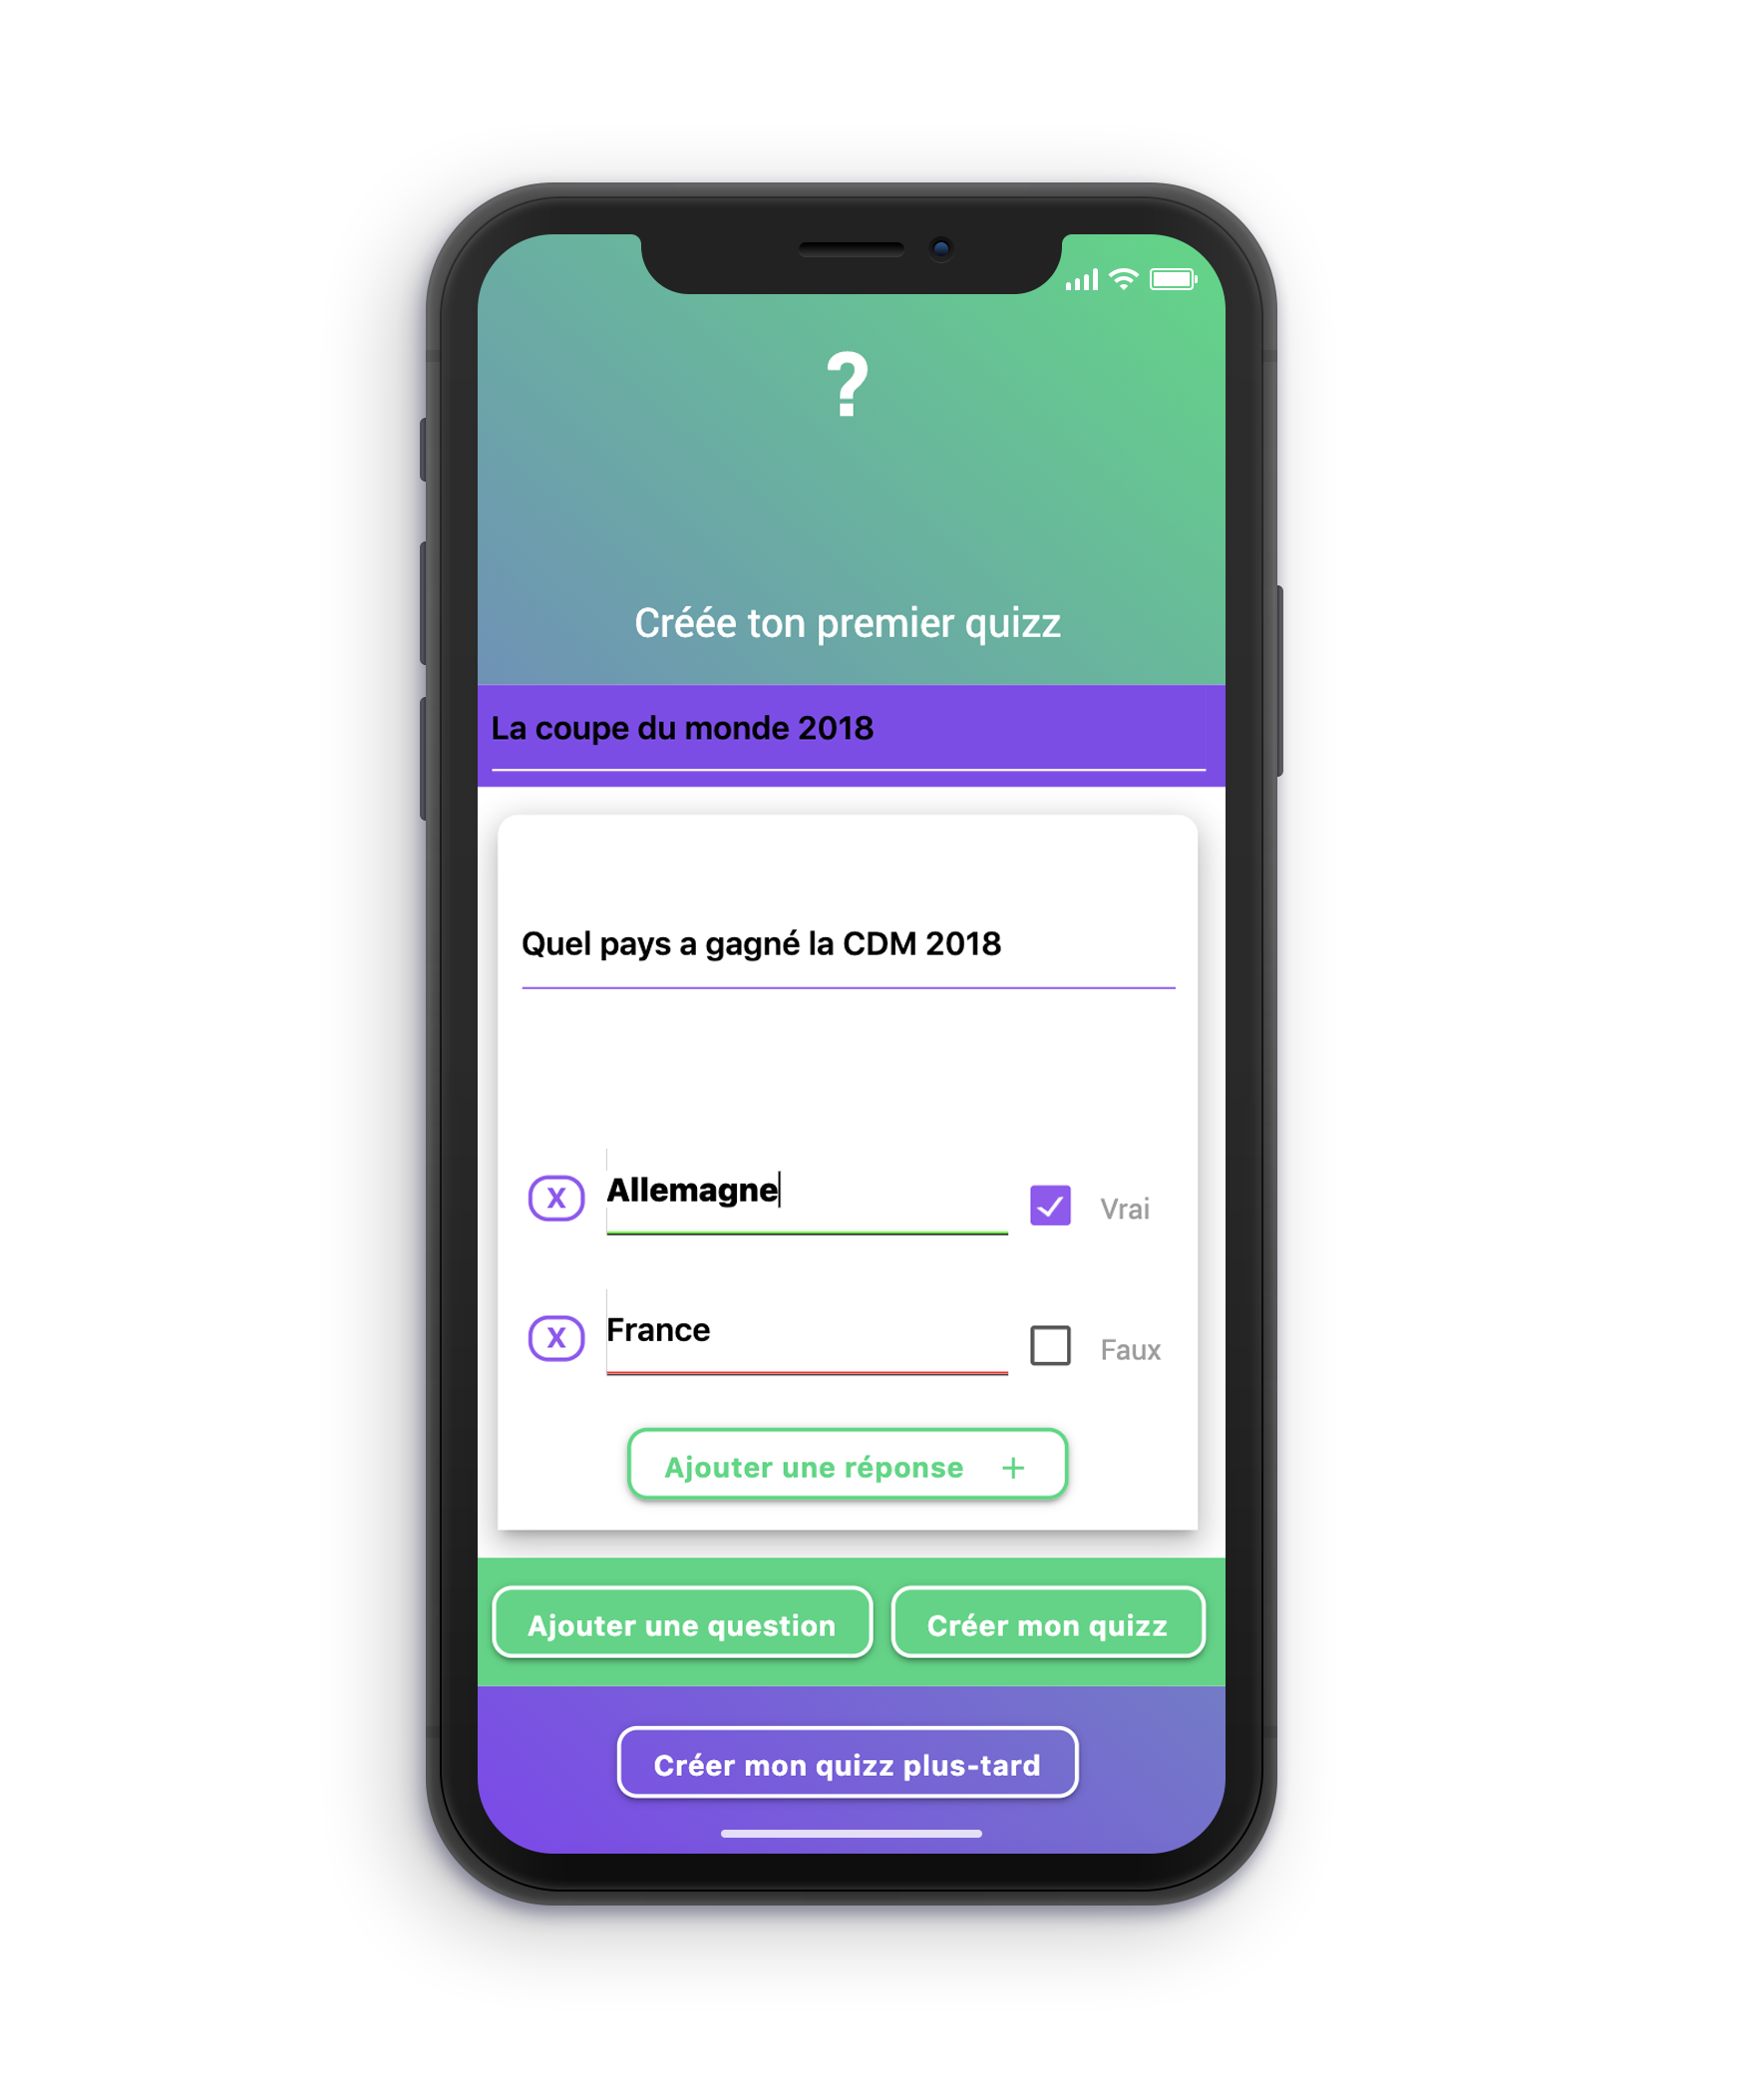 ?
Créée ton premier quizz
La coupe du monde 2018
Quel pays a gagné la CDM 2018
X Allemagne Vrai
X France Faux
Ajouter une réponse +
Ajouter une question Créer mon quizz
Créer mon quizz plus-tard